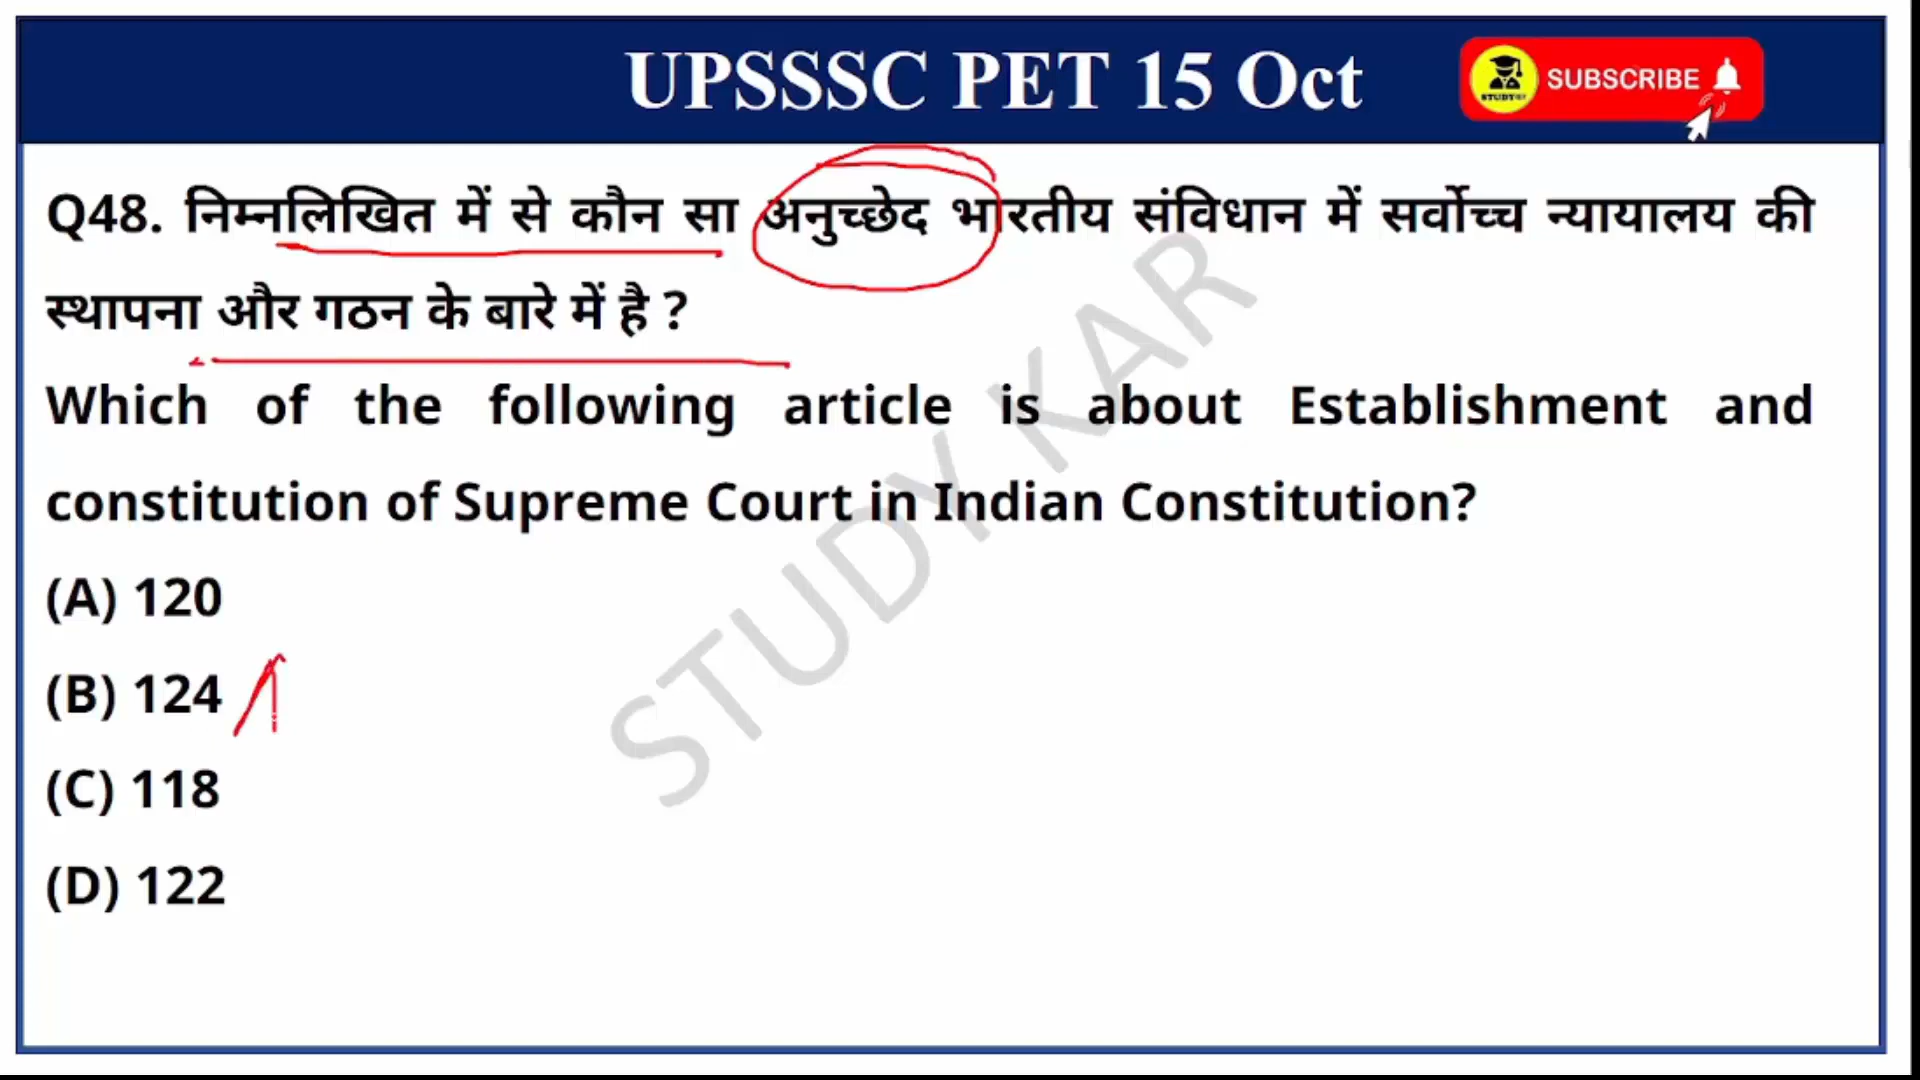 UPSSSC PET 15 Oct
SUBSCRIBE
Q48. निम्नलिखित में से कौन सा अनुच्छेद भारतीय संविधान में सर्वोच्च न्यायालय की
स्थापना और गठन के बारे में है ?
Which of the following article is about Establishment and
constitution of Supreme Court in Indian Constitution?
(A) 120
(B) 124
(C) 118
(D) 122
STUDY KAR